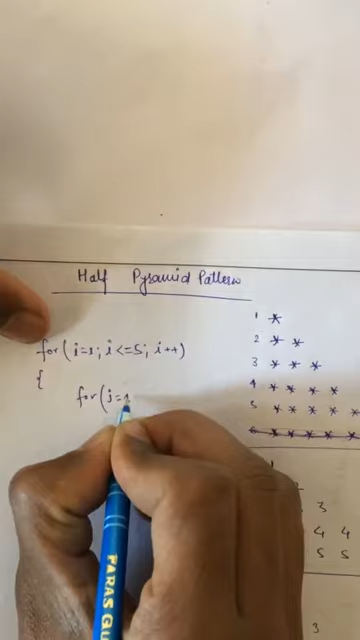 Half Pyramid Pattern
for(i=1; i<=5; i++)
{
for(j=1
1 *
2 * *
3 * * *
4 * * * *
5 * * * * *
3
4 4
5 5
3
PARAS